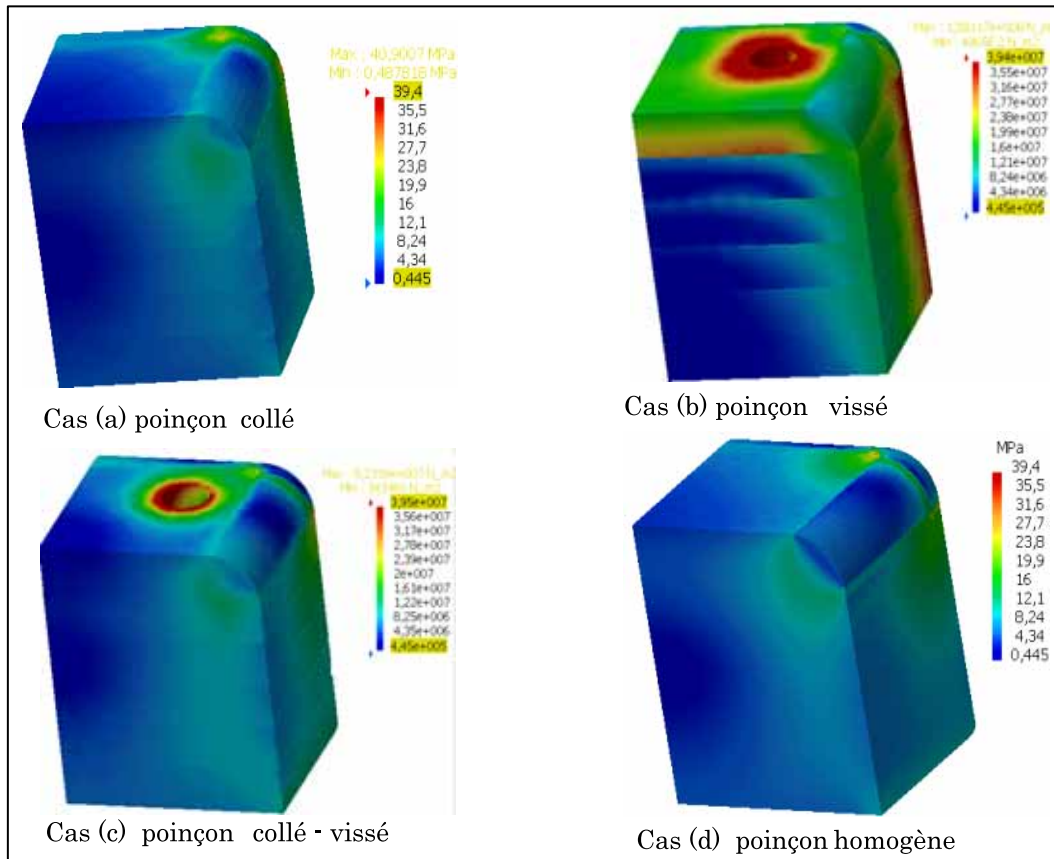 Max : 40,9007 MPa
Min : 0,487818 MPa
39,4
35,5
31,6
27,7
23,8
19,9
16
12,1
8,24
4,34
0,445
Cas (a) poinçon collé
3,94e+007
3,55e+007
3,16e+007
2,77e+007
2,38e+007
1,99e+007
1,6e+007
1,21e+007
8,24e+006
4,34e+006
4,45e+005
Cas (b) poinçon vissé
3,95e+007
3,56e+007
3,17e+007
2,78e+007
2,39e+007
2e+007
1,61e+007
1,22e+007
8,25e+006
4,35e+006
4,45e+005
Cas (c) poinçon collé - vissé
MPa
39,4
35,5
31,6
27,7
23,8
19,9
16
12,1
8,24
4,34
0,445
Cas (d) poinçon homogène